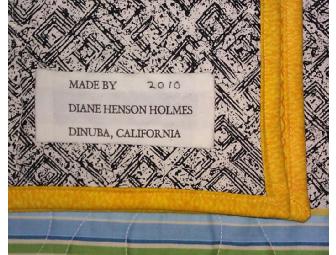 MADE BY 2010
DIANE HENSON HOLMES
DINUBA, CALIFORNIA